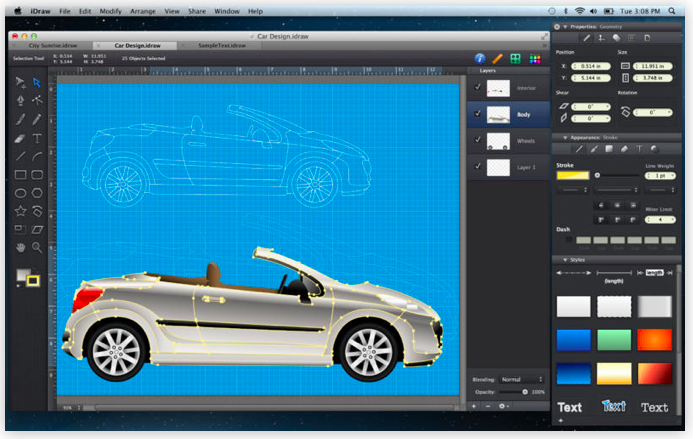 iDraw File Edit Modify Arrange View Share Window Help Tue 3:08 PM
Car Design.idraw
City Sunrise.idraw Car Design.idraw SampleText.idraw
Selection Tool X: 0.514 in W: 11.951 25 Objects Selected
Y: 5.144 in H: 3.748 in
Layers
Interior
Body
Wheels
Layer 1
Blending: Normal
Opacity: 100%
Properties: Geometry
Position Size
X: 0.514 in 11.951 in
Y: 5.144 in 3.748 in
Shear Rotation
0° 0°
0°
Appearance: Stroke
Stroke Line Weight
1 pt
Miter Limit
4
Dash
Styles
length
(length)
Text Text Text